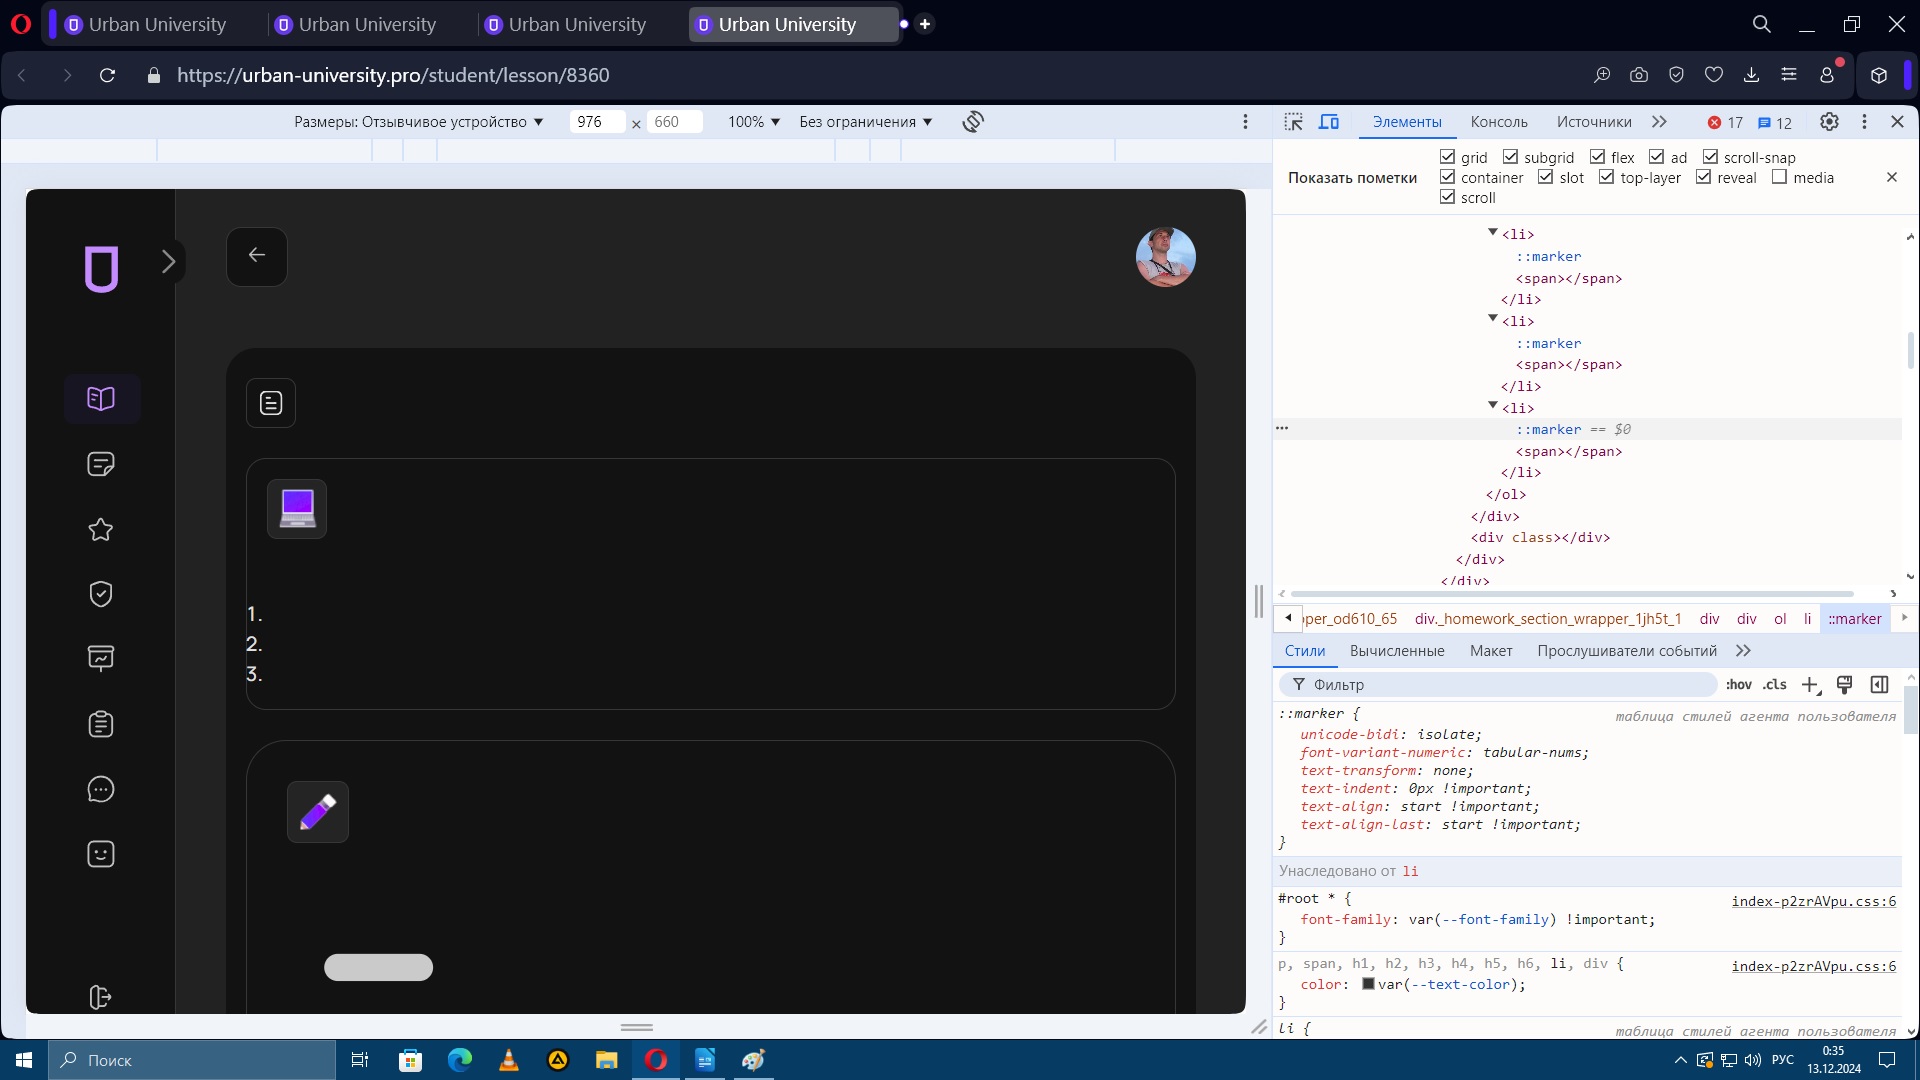 Urban University
Urban University
Urban University
Urban University
https://urban-university.pro/student/lesson/8360
Размеры: Отзывчивое устройство
976 × 660
100%
Без ограничения
Элементы
Консоль
Источники
17
12
Показать пометки
grid subgrid flex ad scroll-snap
container slot top-layer reveal media
scroll
<li>
::marker
<span></span>
</li>
<li>
::marker
<span></span>
</li>
<li>
::marker == $0
<span></span>
</li>
</ol>
</div>
<div class></div>
</div>
</div>
1.
2.
3.
per_od610_65 div._homework_section_wrapper_1jh5t_1 div div ol li ::marker
Стили Вычисленные Макет Прослушиватели событий
Фильтр
:hov .cls
::marker {
таблица стилей агента пользователя
unicode-bidi: isolate;
font-variant-numeric: tabular-nums;
text-transform: none;
text-indent: 0px !important;
text-align: start !important;
text-align-last: start !important;
}
Унаследовано от li
#root * {
index-p2zrAVpu.css:6
font-family: var(--font-family) !important;
}
p, span, h1, h2, h3, h4, h5, h6, li, div {
index-p2zrAVpu.css:6
color: var(--text-color);
}
li {
таблица стилей агента пользователя
Поиск
РУС
0:35
13.12.2024